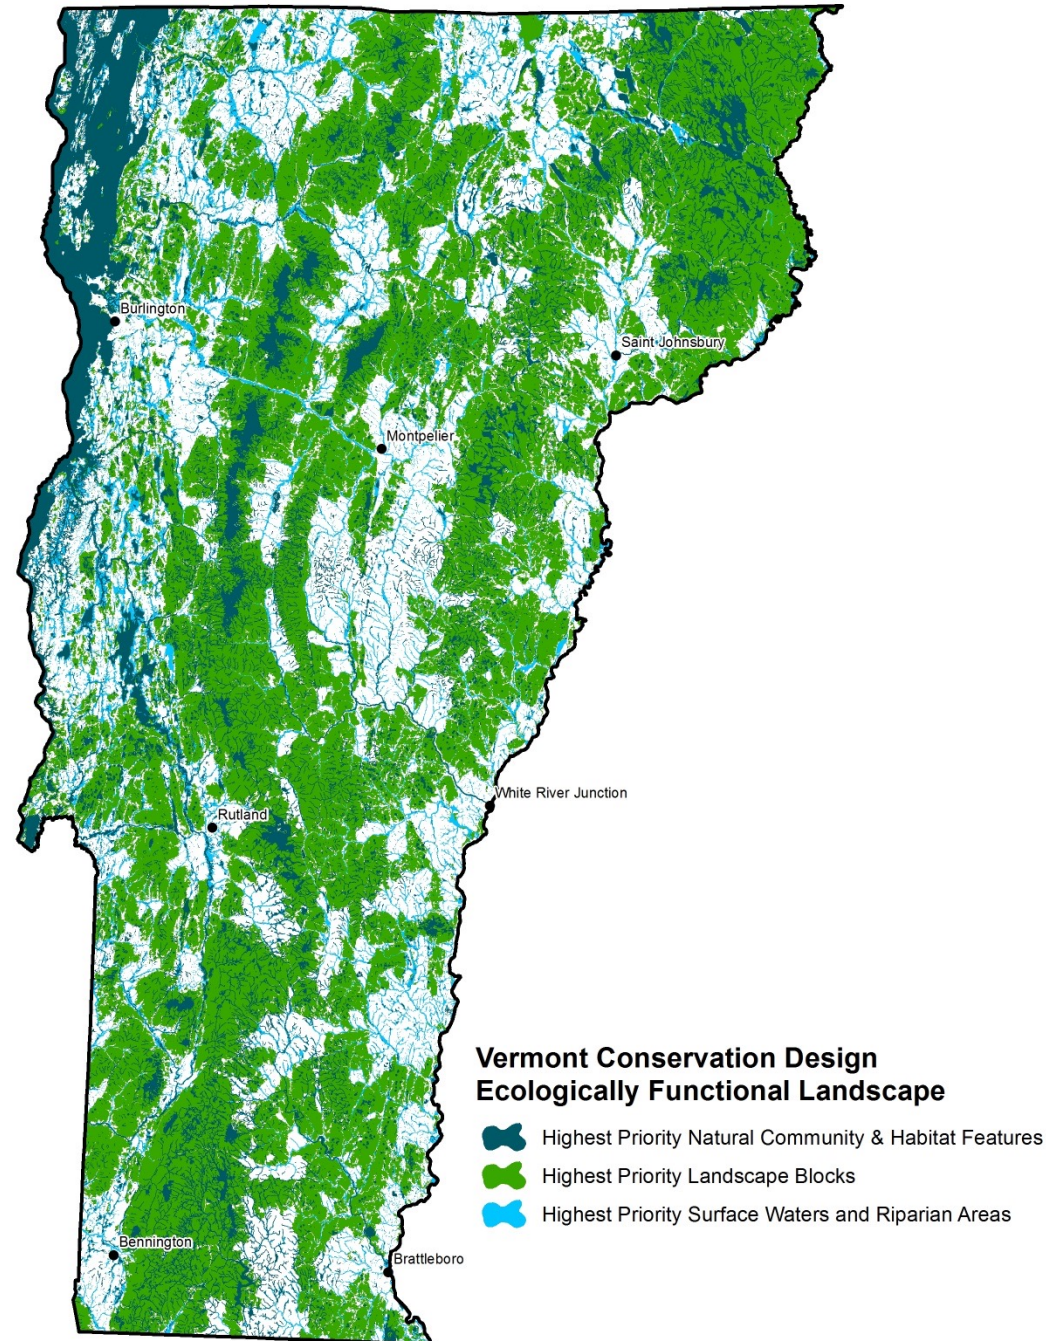 Burlington
Saint Johnsbury
Montpelier
White River Junction
Rutland
Vermont Conservation Design
Ecologically Functional Landscape
Highest Priority Natural Community & Habitat Features
Highest Priority Landscape Blocks
Highest Priority Surface Waters and Riparian Areas
Bennington
Brattleboro